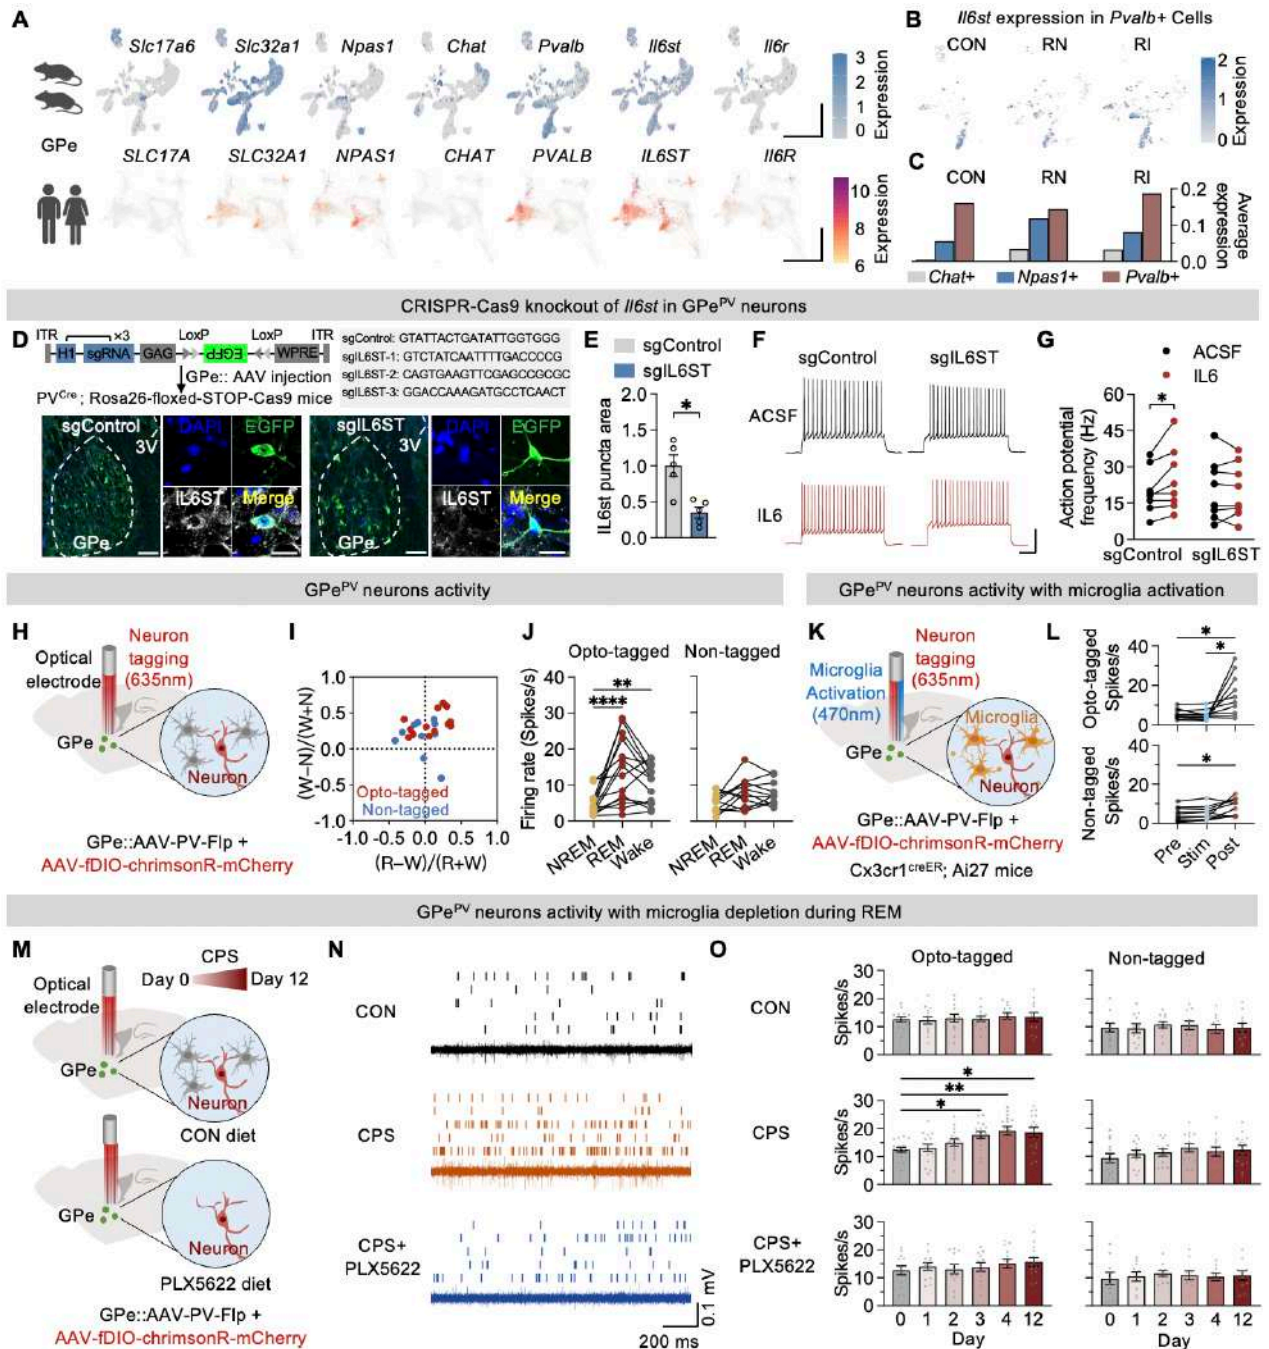 A
Slc17a6 Slc32a1 Npas1 Chat Pvalb Il6st Il6r
GPe
3
2
1
0
Expression
SLC17A SLC32A1 NPAS1 CHAT PVALB IL6ST Il6R
10
8
6
Expression
B
Il6st expression in Pvalb+ Cells
CON RN RI
2
1
0
Expression
C
CON RN RI
0.2
0.1
0.0
Average expression
Chat+ Npas1+ Pvalb+
CRISPR-Cas9 knockout of Il6st in GPePV neurons
D
ITR ×3 LoxP LoxP ITR
H1 sgRNA GAG EGFP WPRE
GPe:: AAV injection
PVCre; Rosa26-floxed-STOP-Cas9 mice
sgControl: GTATTACTGATATTGGTGGG
sgIL6ST-1: GTCTATCAATTTTGACCCCG
sgIL6ST-2: CAGTGAAGTTCGAGCCGCGC
sgIL6ST-3: GGACCAAAGATGCCTCAACT
sgControl 3V DAPI EGFP
IL6ST Merge
GPe
sgIL6ST 3V DAPI EGFP
IL6ST Merge
GPe
E
sgControl
sgIL6ST
IL6st puncta area
2.0
1.5
1.0
0.5
0.0
*
F
sgControl sgIL6ST
ACSF
IL6
G
ACSF
IL6
Action potential frequency (Hz)
60
45
30
15
0
*
sgControl sgIL6ST
GPePV neurons activity
GPePV neurons activity with microglia activation
H
Optical electrode
Neuron tagging (635nm)
GPe
Neuron
GPe::AAV-PV-Flp +
AAV-fDIO-chrimsonR-mCherry
I
(W−N)/(W+N)
1.0
0.5
0.0
-0.5
-1.0
Opto-tagged
Non-tagged
-1.0 0.0 0.5 1.0
(R−W)/(R+W)
J
Opto-tagged Non-tagged
Firing rate (Spikes/s)
40
30
20
10
0
**
****
NREM REM Wake NREM REM Wake
K
Optical electrode
Neuron tagging (635nm)
Microglia Activation (470nm)
GPe
Microglia
Neuron
GPe::AAV-PV-Flp +
AAV-fDIO-chrimsonR-mCherry
Cx3cr1creER; Ai27 mice
L
Opto-tagged Spikes/s
40
20
0
*
*
Non-tagged Spikes/s
40
20
0
*
Pre Stim Post
GPePV neurons activity with microglia depletion during REM
M
CPS
Day 0 Day 12
Optical electrode
GPe
Neuron
CON diet
GPe
Neuron
PLX5622 diet
GPe::AAV-PV-Flp +
AAV-fDIO-chrimsonR-mCherry
N
CON
CPS
CPS+
PLX5622
0.1 mV
200 ms
O
Opto-tagged Non-tagged
CON
Spikes/s
30
20
10
0
CPS
Spikes/s
30
20
10
0
*
**
*
CPS+
PLX5622
Spikes/s
30
20
10
0
0 1 2 3 4 12
Day
0 1 2 3 4 12
Day